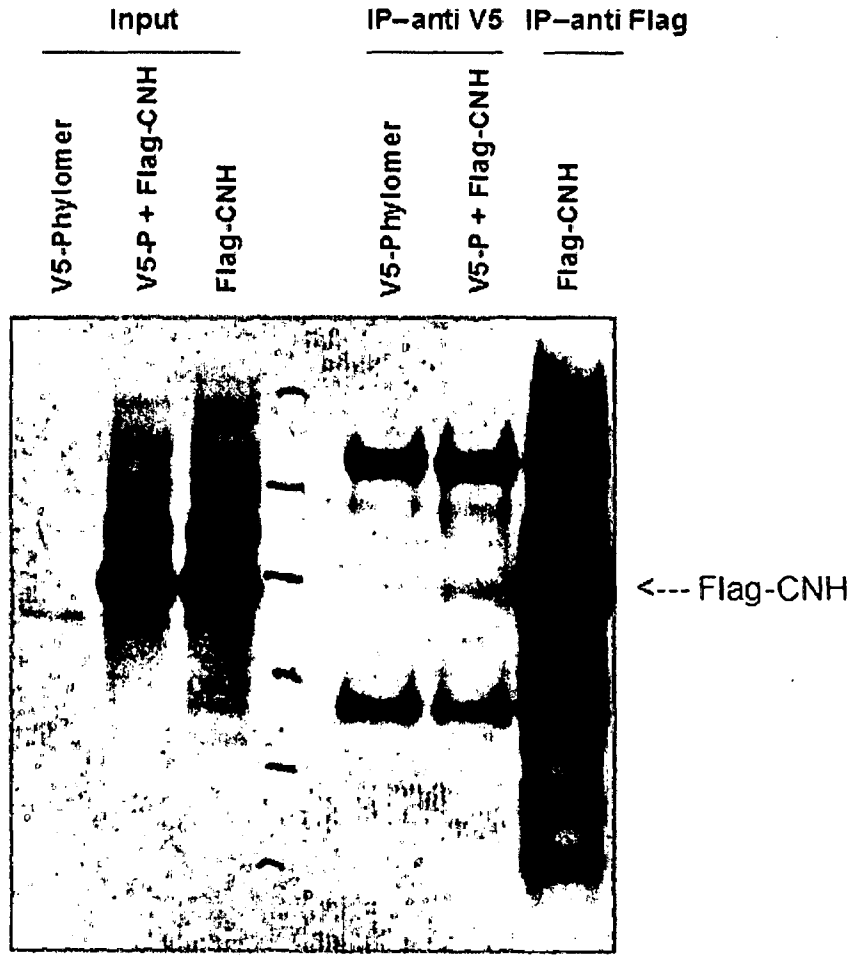 Input
IP–anti V5
IP–anti Flag
V5-Phylomer
V5-P + Flag-CNH
Flag-CNH
V5-Phylomer
V5-P + Flag-CNH
Flag-CNH
<--- Flag-CNH